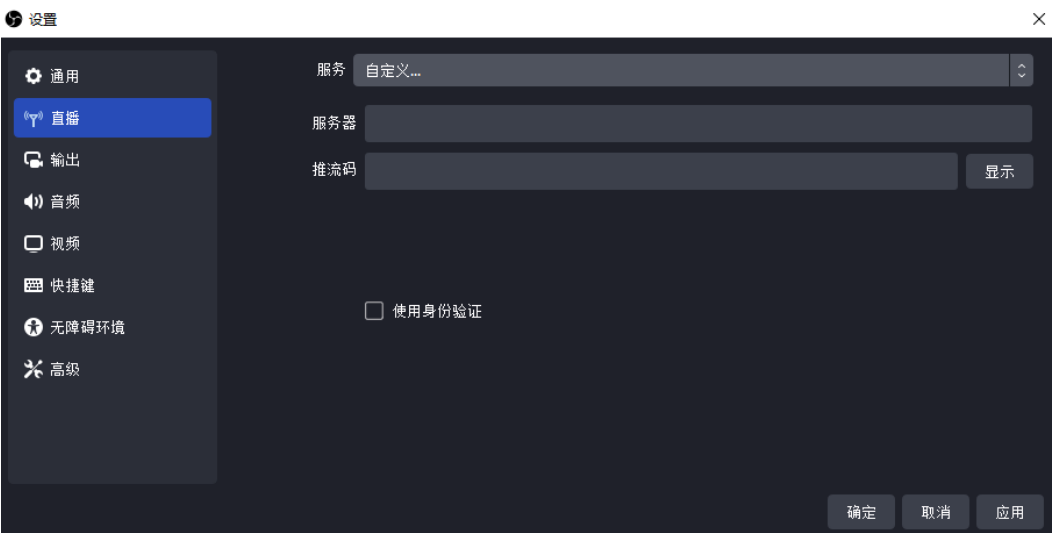 设置
通用
直播
输出
音频
视频
快捷键
无障碍环境
高级
服务 自定义...
服务器
推流码 显示
使用身份验证
确定 取消 应用